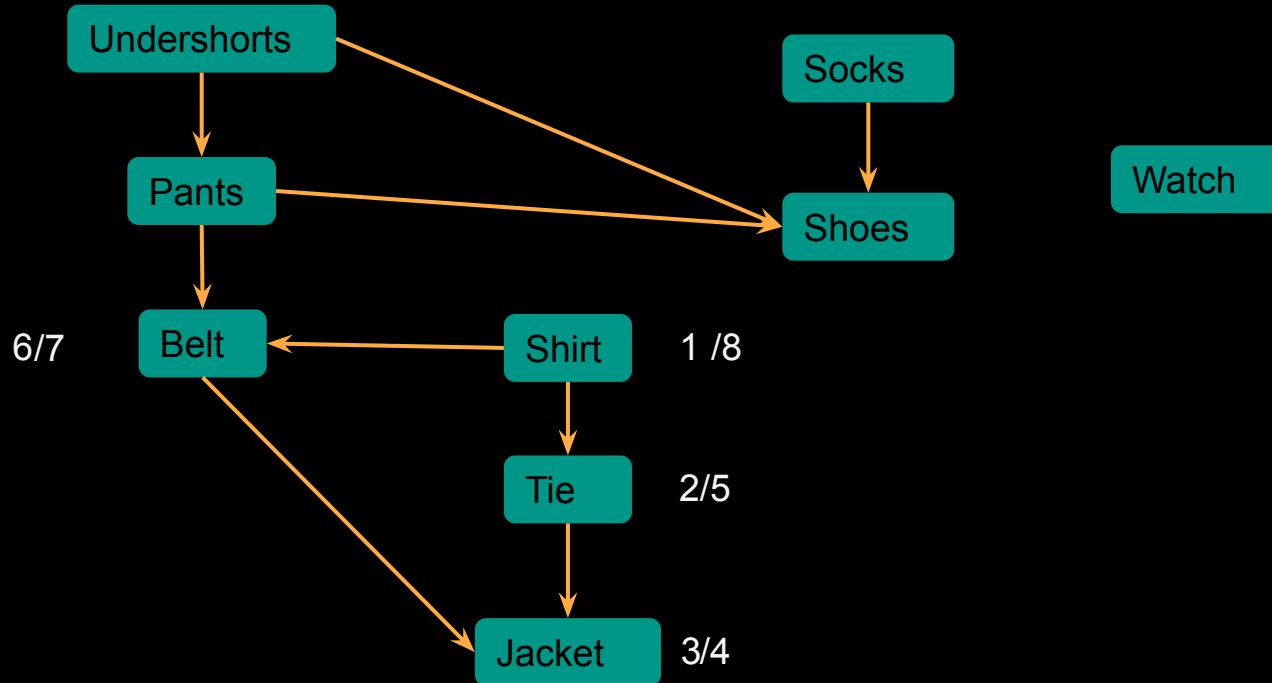 Undershorts
Socks
Watch
Pants
Shoes
6/7
Belt
Shirt
1 /8
Tie
2/5
Jacket
3/4